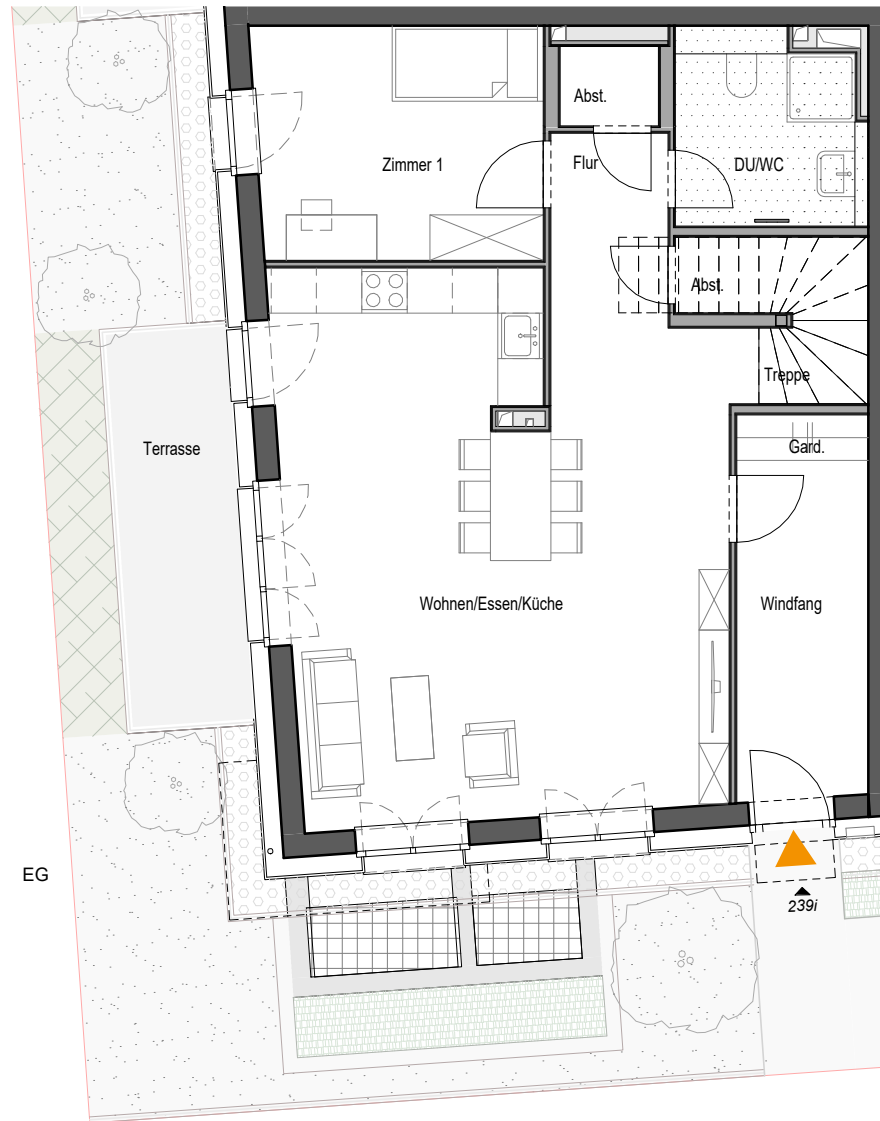 Abst.
Zimmer 1
Flur
DU/WC
Abst.
Treppe
Terrasse
Gard.
Wohnen/Essen/Küche
Windfang
EG
239i